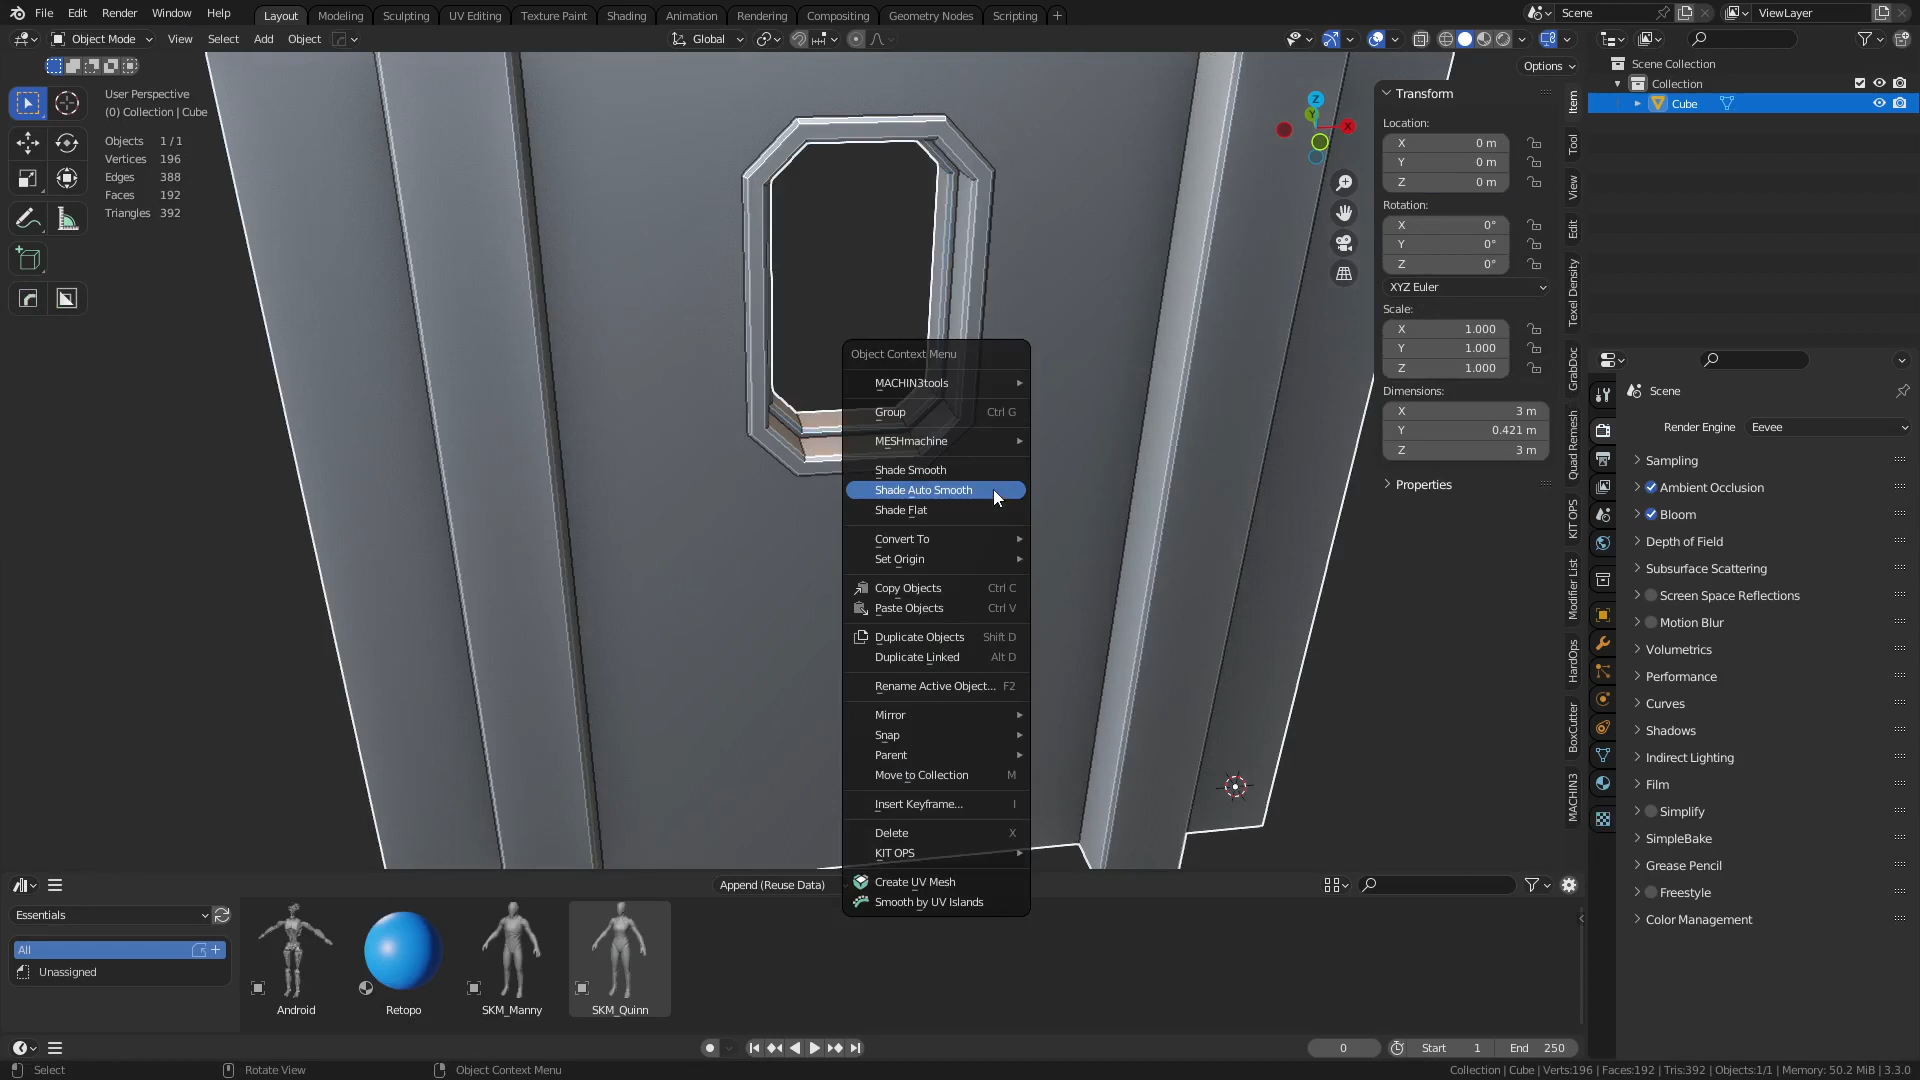 File Edit Render Window Help
Layout Modeling Sculpting UV Editing Texture Paint Shading Animation Rendering Compositing Geometry Nodes Scripting +
Scene
ViewLayer
Object Mode View Select Add Object
Global
Options
User Perspective
(0) Collection | Cube
Objects 1/1
Vertices 196
Edges 388
Faces 192
Triangles 392
Z
Y
X
Transform
Location:
X 0 m
Y 0 m
Z 0 m
Rotation:
X 0°
Y 0°
Z 0°
XYZ Euler
Scale:
X 1.000
Y 1.000
Z 1.000
Dimensions:
X 3 m
Y 0.421 m
Z 3 m
Properties
Item
Tool
View
Edit
Texel Density
GrabDoc
Quad Remesh
KIT OPS
Modifier List
HardOps
BoxCutter
MACHIN3
Object Context Menu
MACHIN3tools
Group Ctrl G
MESHmachine
Shade Smooth
Shade Auto Smooth
Shade Flat
Convert To
Set Origin
Copy Objects Ctrl C
Paste Objects Ctrl V
Duplicate Objects Shift D
Duplicate Linked Alt D
Rename Active Object... F2
Mirror
Snap
Parent
Move to Collection M
Insert Keyframe... I
Delete X
KIT OPS
Create UV Mesh
Smooth by UV Islands
Scene Collection
Collection
Cube
Scene
Render Engine Eevee
Sampling
Ambient Occlusion
Bloom
Depth of Field
Subsurface Scattering
Screen Space Reflections
Motion Blur
Volumetrics
Performance
Curves
Shadows
Indirect Lighting
Film
Simplify
SimpleBake
Grease Pencil
Freestyle
Color Management
Append (Reuse Data)
Essentials
All
Unassigned
Android
Retopo
SKM_Manny
SKM_Quinn
0
Start 1
End 250
Select
Rotate View
Object Context Menu
Collection | Cube | Verts:196 | Faces:192 | Tris:392 | Objects:1/1 | Memory: 50.2 MiB | 3.3.0